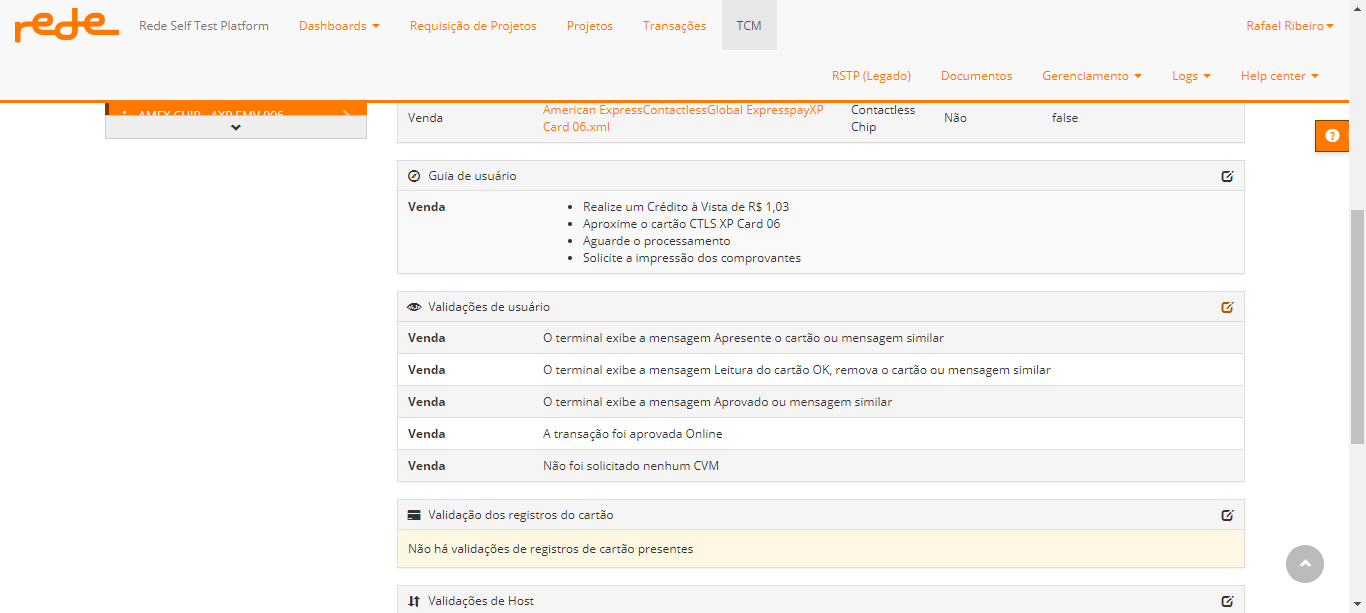 rede Rede Self Test Platform Dashboards Requisição de Projetos Projetos Transações TCM Rafael Ribeiro
RSTP (Legado) Documentos Gerenciamento Logs Help center
AMEX CHIP - AXP EMV 006
Venda American ExpressContactlessGlobal ExpresspayXP Contactless Não false
Card 06.xml Chip
Guia de usuário
Venda Realize um Crédito à Vista de R$ 1,03
Aproxime o cartão CTLS XP Card 06
Aguarde o processamento
Solicite a impressão dos comprovantes
Validações de usuário
Venda O terminal exibe a mensagem Apresente o cartão ou mensagem similar
Venda O terminal exibe a mensagem Leitura do cartão OK, remova o cartão ou mensagem similar
Venda O terminal exibe a mensagem Aprovado ou mensagem similar
Venda A transação foi aprovada Online
Venda Não foi solicitado nenhum CVM
Validação dos registros do cartão
Não há validações de registros de cartão presentes
Validações de Host